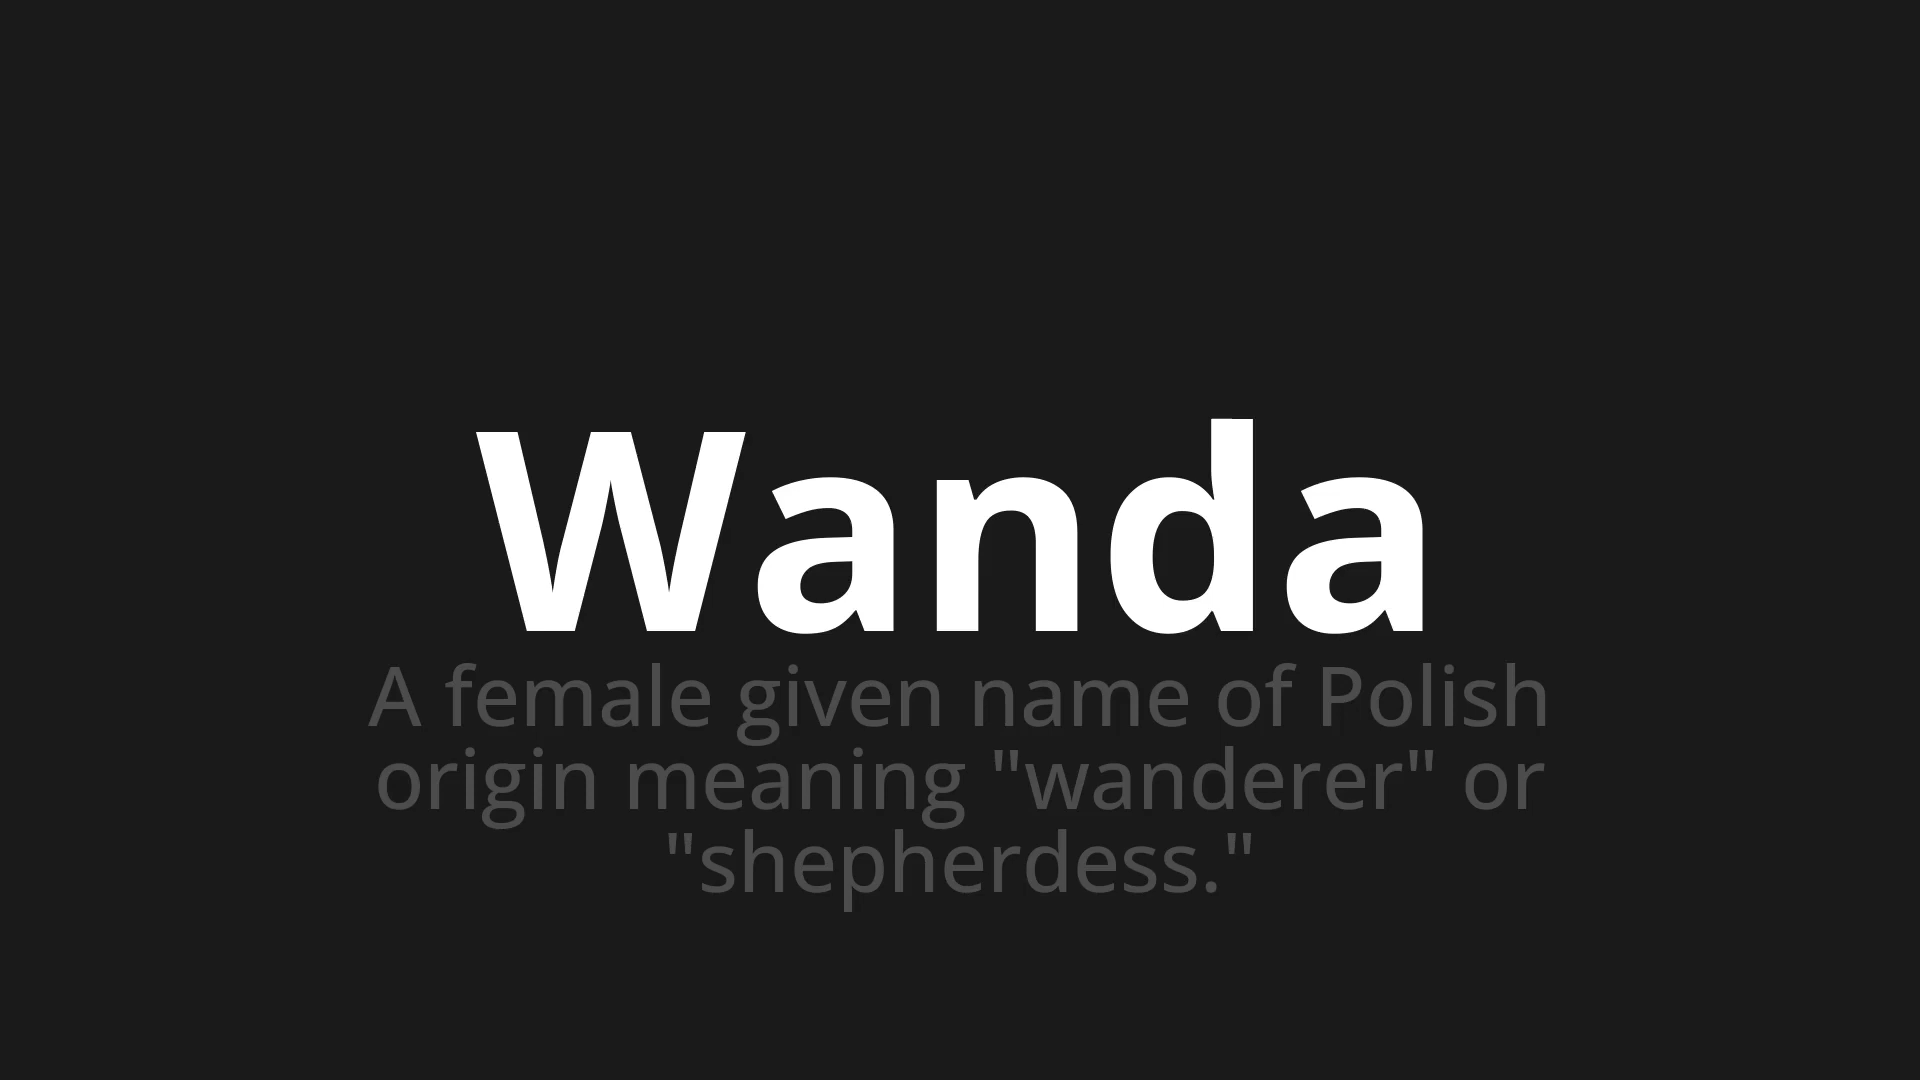 Wanda
A female given name of Polish
origin meaning "wanderer" or
"shepherdess."